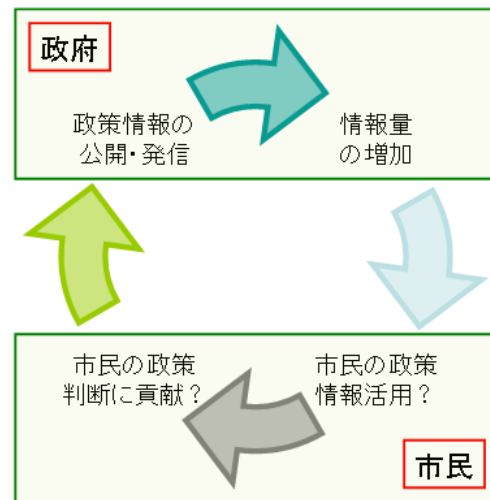 政府
政策情報の
公開・発信
情報量
の増加
市民の政策
判断に貢献？
市民の政策
情報活用？
市民